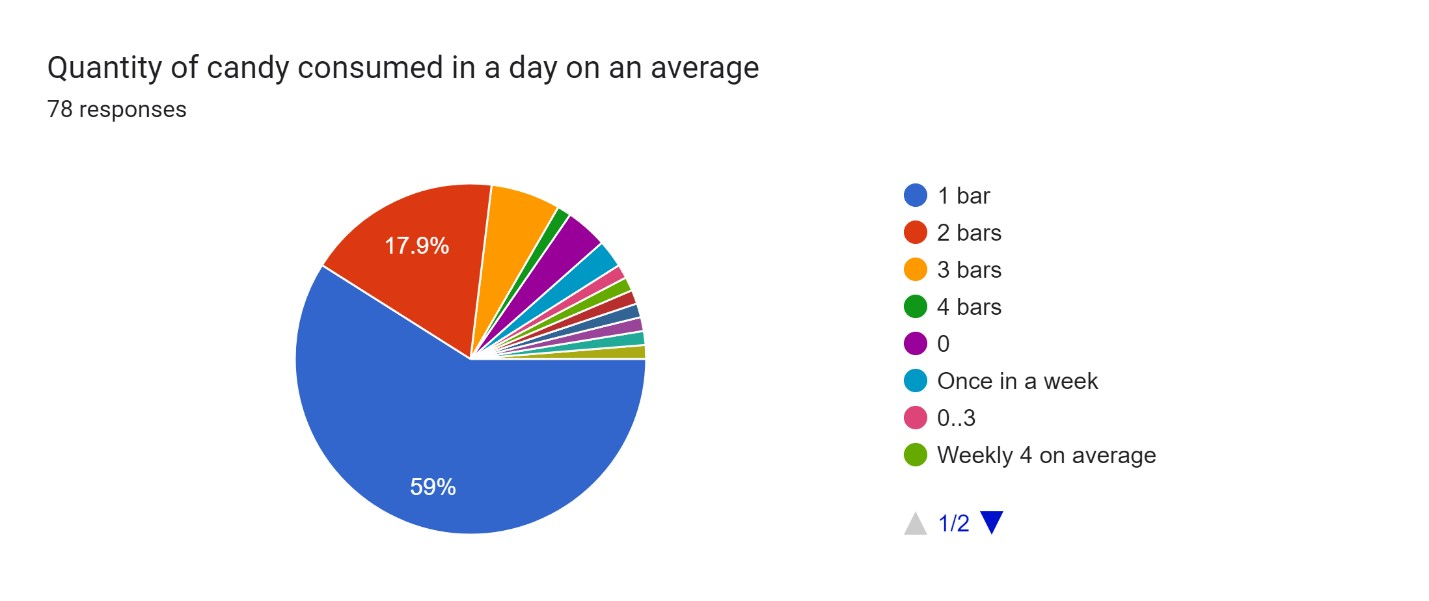 Quantity of candy consumed in a day on an average
78 responses
17.9%
59%
1 bar
2 bars
3 bars
4 bars
0
Once in a week
0..3
Weekly 4 on average
1/2